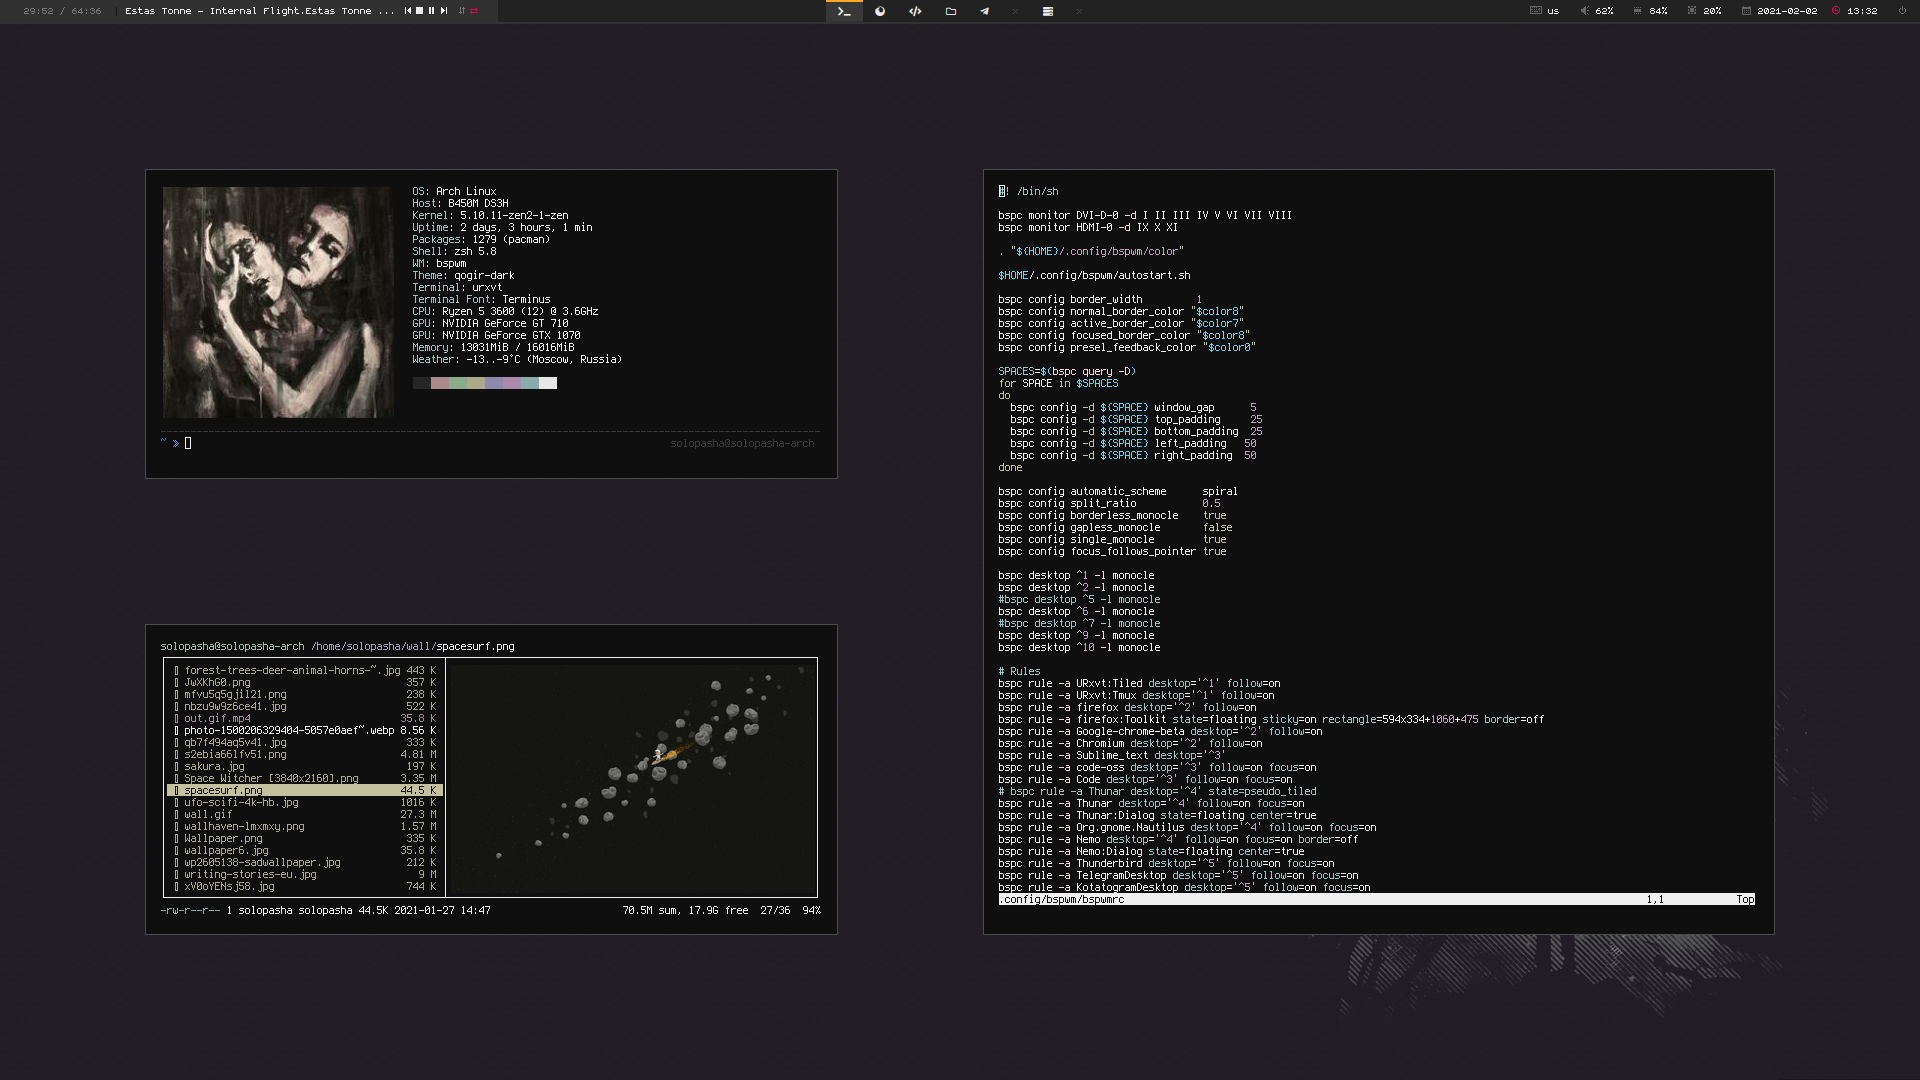 29:52 / 64:36 | Estas Tonne - Internal Flight.Estas Tonne ...
us 62% 84% 20% 2021-02-02 13:32
OS: Arch Linux
Host: B450M DS3H
Kernel: 5.10.11-zen2-1-zen
Uptime: 2 days, 3 hours, 1 min
Packages: 1279 (pacman)
Shell: zsh 5.8
WM: bspwm
Theme: qogir-dark
Terminal: urxvt
Terminal Font: Terminus
CPU: Ryzen 5 3600 (12) @ 3.6GHz
GPU: NVIDIA GeForce GT 710
GPU: NVIDIA GeForce GTX 1070
Memory: 13031MiB / 16016MiB
Weather: -13..-9°C (Moscow, Russia)
~ » solopasha@solopasha-arch
solopasha@solopasha-arch /home/solopasha/wall/spacesurf.png
forest-trees-deer-animal-horns-~.jpg 443 K
JwXKhG0.png 357 K
mfvu5q5gjil21.png 238 K
nbzu9w9z6ce41.jpg 522 K
out.gif.mp4 35.8 K
photo-1500206329404-5057e0aef~.webp 8.56 K
qb7f494aq5v41.jpg 333 K
s2ebia66lfv51.png 4.81 M
sakura.jpg 197 K
Space Witcher [3840x2160].png 3.35 M
spacesurf.png 44.5 K
ufo-scifi-4k-hb.jpg 1016 K
wall.gif 27.3 M
wallhaven-lmxmxy.png 1.57 M
Wallpaper.png 335 K
wallpaper6.jpg 35.8 K
wp2605138-sadwallpaper.jpg 212 K
writing-stories-eu.jpg 9 M
xV0oYENsj58.jpg 744 K
-rw-r--r-- 1 solopasha solopasha 44.5K 2021-01-27 14:47 70.5M sum, 17.9G free 27/36 94%
#! /bin/sh
bspc monitor DVI-D-0 -d I II III IV V VI VII VIII
bspc monitor HDMI-0 -d IX X XI
. "${HOME}/.config/bspwm/color"
$HOME/.config/bspwm/autostart.sh
bspc config border_width 1
bspc config normal_border_color "$color8"
bspc config active_border_color "$color7"
bspc config focused_border_color "$color8"
bspc config presel_feedback_color "$color0"
SPACES=$(bspc query -D)
for SPACE in $SPACES
do
bspc config -d ${SPACE} window_gap 5
bspc config -d ${SPACE} top_padding 25
bspc config -d ${SPACE} bottom_padding 25
bspc config -d ${SPACE} left_padding 50
bspc config -d ${SPACE} right_padding 50
done
bspc config automatic_scheme spiral
bspc config split_ratio 0.5
bspc config borderless_monocle true
bspc config gapless_monocle false
bspc config single_monocle true
bspc config focus_follows_pointer true
bspc desktop ^1 -l monocle
bspc desktop ^2 -l monocle
#bspc desktop ^5 -l monocle
bspc desktop ^6 -l monocle
#bspc desktop ^7 -l monocle
bspc desktop ^9 -l monocle
bspc desktop ^10 -l monocle
# Rules
bspc rule -a URxvt:Tiled desktop='^1' follow=on
bspc rule -a URxvt:Tmux desktop='^1' follow=on
bspc rule -a firefox desktop='^2' follow=on
bspc rule -a firefox:Toolkit state=floating sticky=on rectangle=594x334+1060+475 border=off
bspc rule -a Google-chrome-beta desktop='^2' follow=on
bspc rule -a Chromium desktop='^2' follow=on
bspc rule -a Sublime_text desktop='^3'
bspc rule -a code-oss desktop='^3' follow=on focus=on
bspc rule -a Code desktop='^3' follow=on focus=on
# bspc rule -a Thunar desktop='^4' state=pseudo_tiled
bspc rule -a Thunar desktop='^4' follow=on focus=on
bspc rule -a Thunar:Dialog state=floating center=true
bspc rule -a Org.gnome.Nautilus desktop='^4' follow=on focus=on
bspc rule -a Nemo desktop='^4' follow=on focus=on border=off
bspc rule -a Nemo:Dialog state=floating center=true
bspc rule -a Thunderbird desktop='^5' follow=on focus=on
bspc rule -a TelegramDesktop desktop='^5' follow=on focus=on
bspc rule -a KotatogramDesktop desktop='^5' follow=on focus=on
.config/bspwm/bspwmrc 1,1 Top